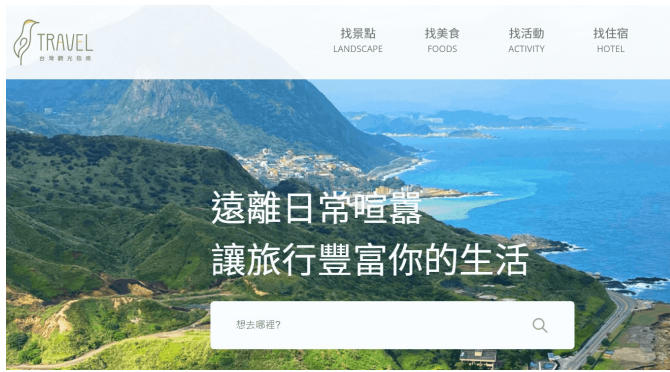 TRAVEL
台灣觀光指南
找景點
LANDSCAPE
找美食
FOODS
找活動
ACTIVITY
找住宿
HOTEL
遠離日常喧囂
讓旅行豐富你的生活
想去哪裡?